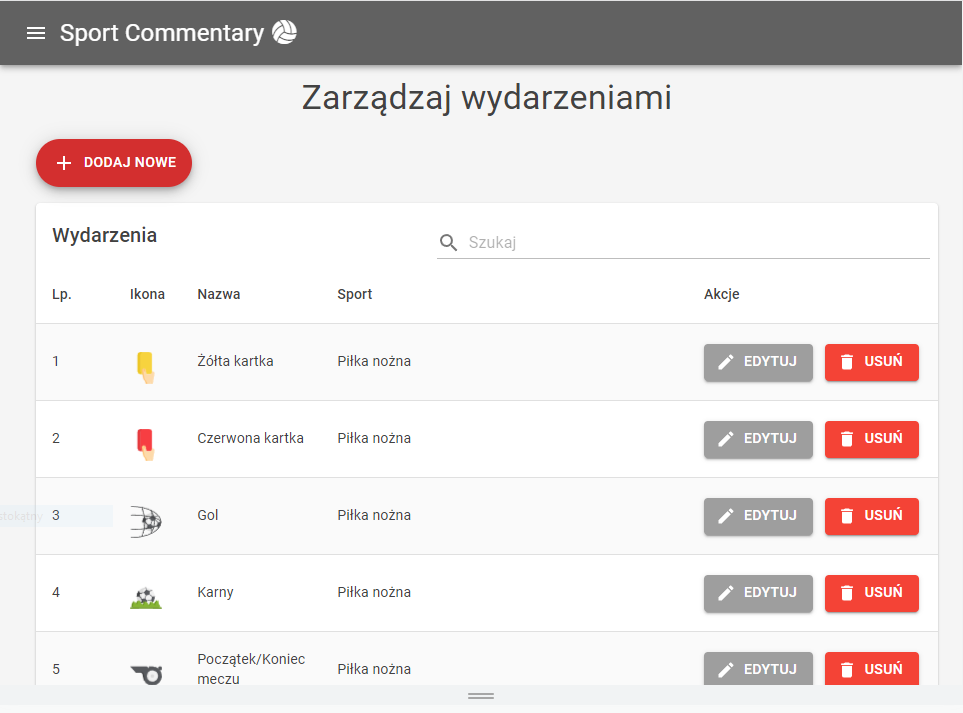 Sport Commentary
Zarządzaj wydarzeniami
DODAJ NOWE
Wydarzenia
Szukaj
Lp. Ikona Nazwa Sport Akcje
1 Żółta kartka Piłka nożna EDYTUJ USUŃ
2 Czerwona kartka Piłka nożna EDYTUJ USUŃ
stokątny 3 Gol Piłka nożna EDYTUJ USUŃ
4 Karny Piłka nożna EDYTUJ USUŃ
5 Początek/Koniec meczu Piłka nożna EDYTUJ USUŃ